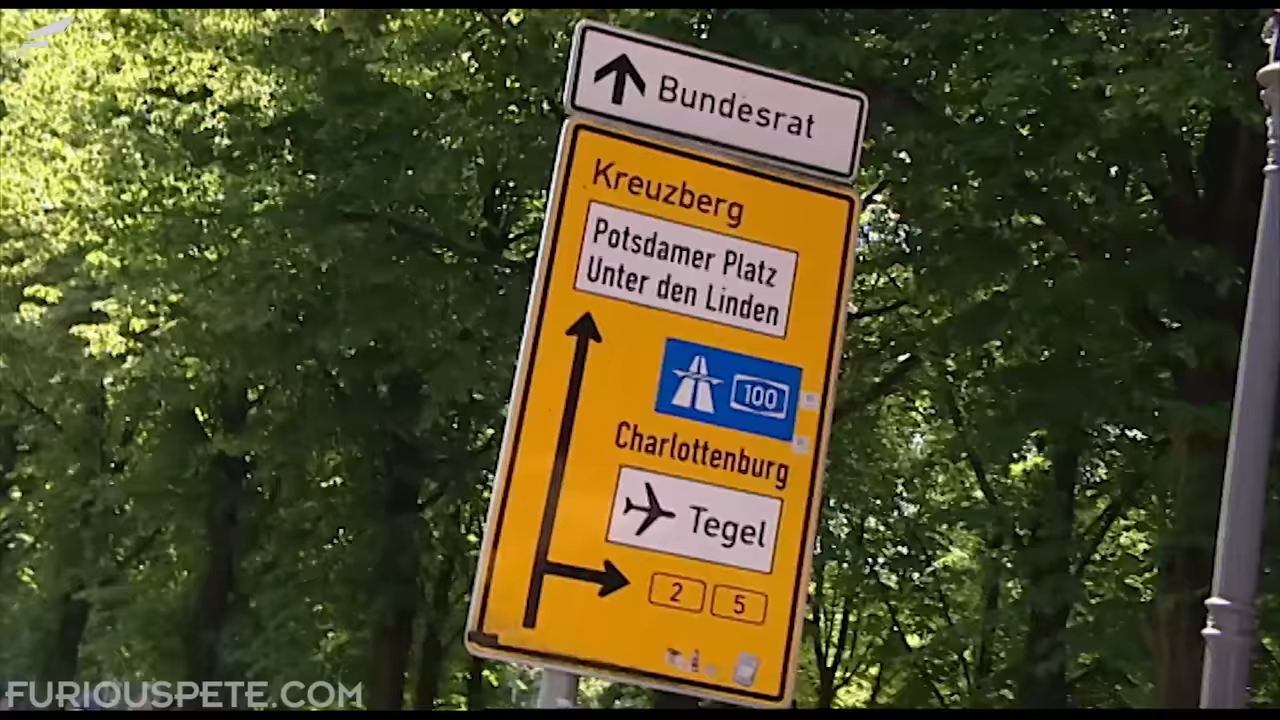 Bundesrat
Kreuzberg
Potsdamer Platz
Unter den Linden
100
Charlottenburg
Tegel
2 5
FURIOUSPETE.COM